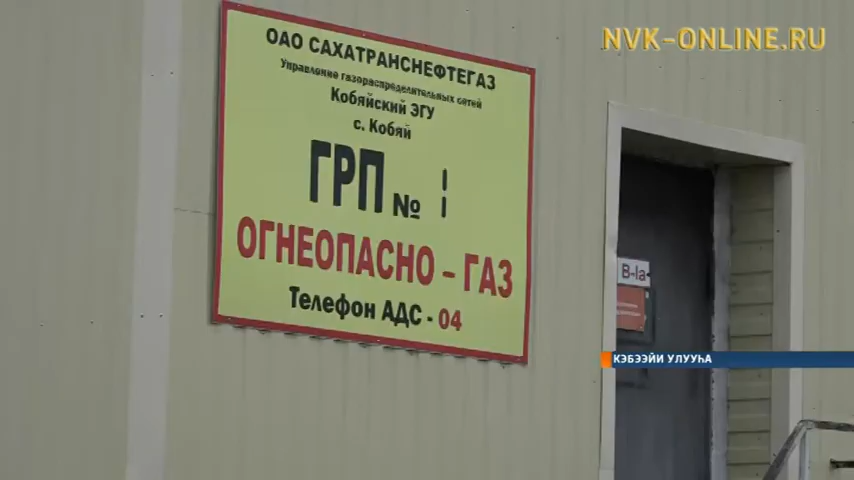 NVK-ONLINE.RU
ОАО САХАТРАНСНЕФТЕГАЗ
Управление газораспределительных сетей
Кобяйский ЭГУ
с. Кобяй
ГРП № 1
ОГНЕОПАСНО - ГАЗ
Телефон АДС - 04
В-Iа
КЭБЭЭЙИ УЛУУҺА